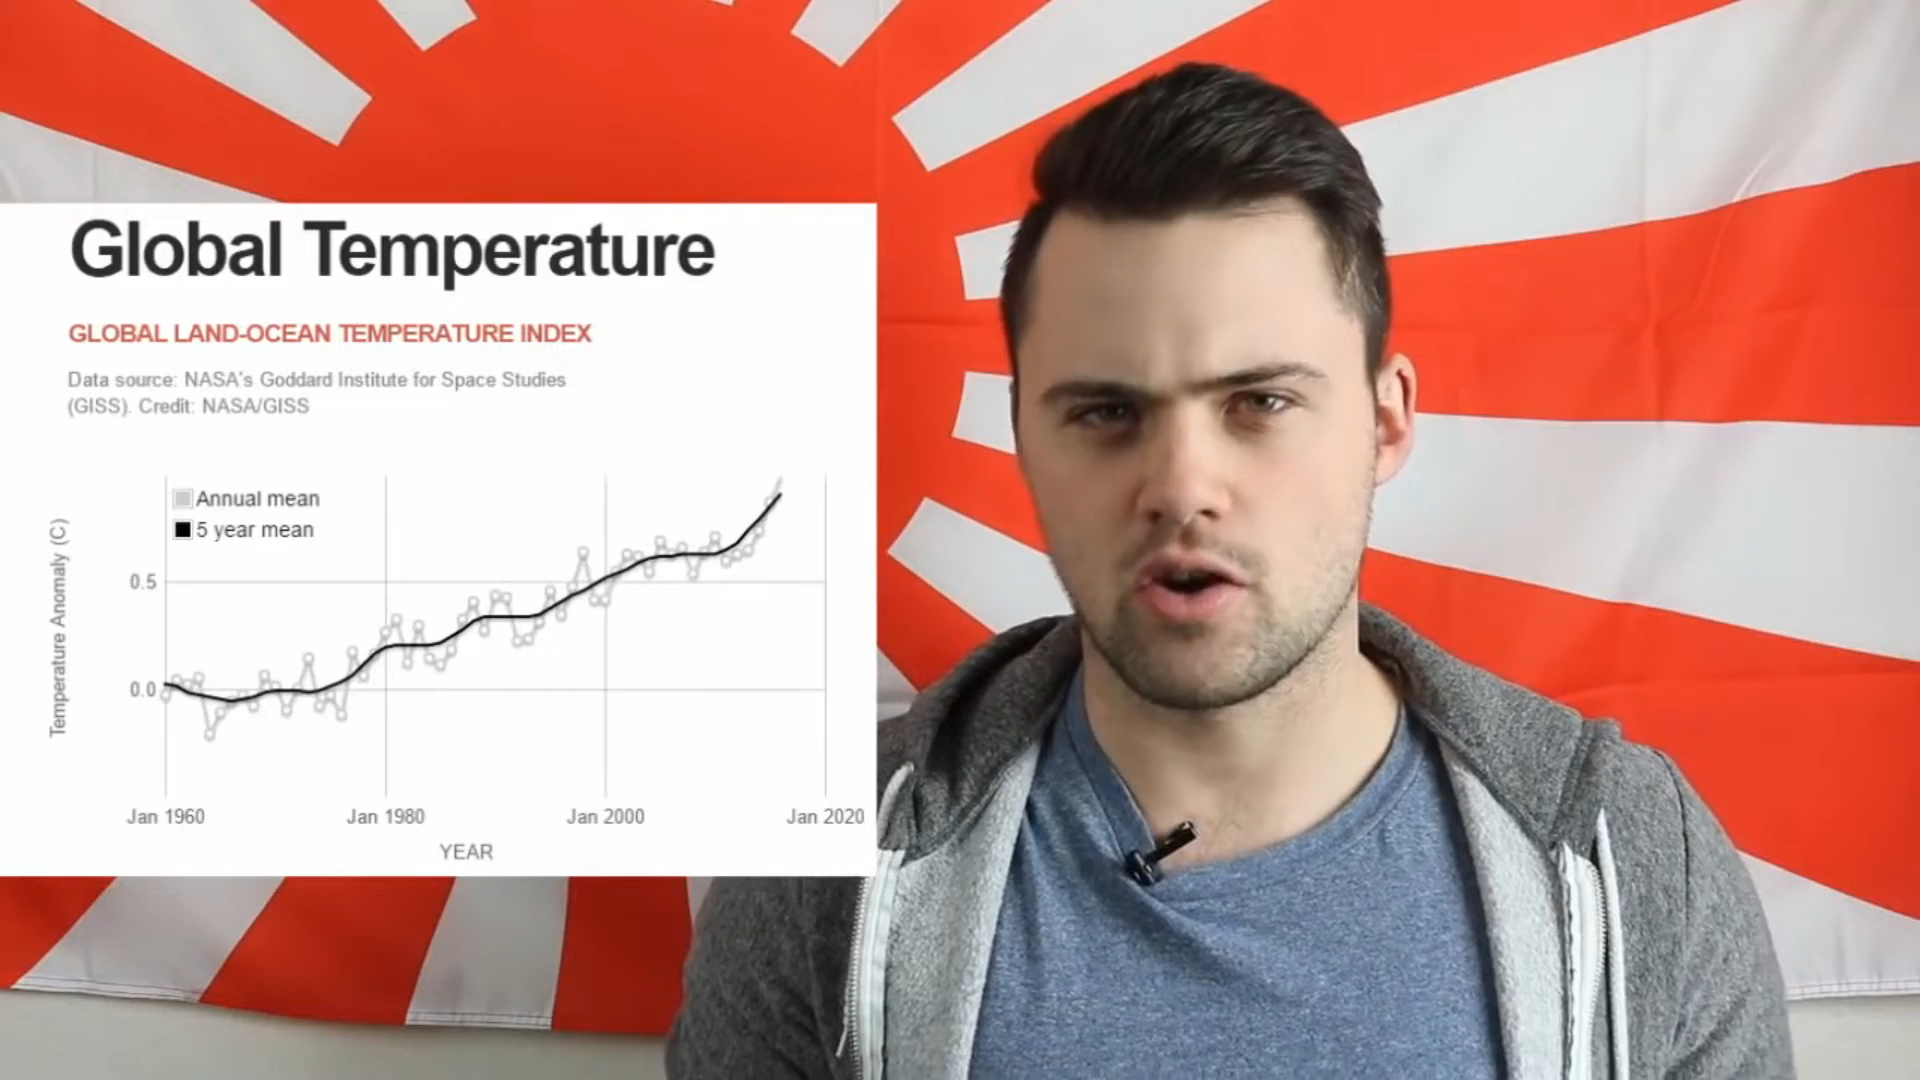 Global Temperature
GLOBAL LAND-OCEAN TEMPERATURE INDEX
Data source: NASA's Goddard Institute for Space Studies
(GISS). Credit: NASA/GISS
Annual mean
5 year mean
Temperature Anomaly (C)
0.5
0.0
Jan 1960 Jan 1980 Jan 2000 Jan 2020
YEAR